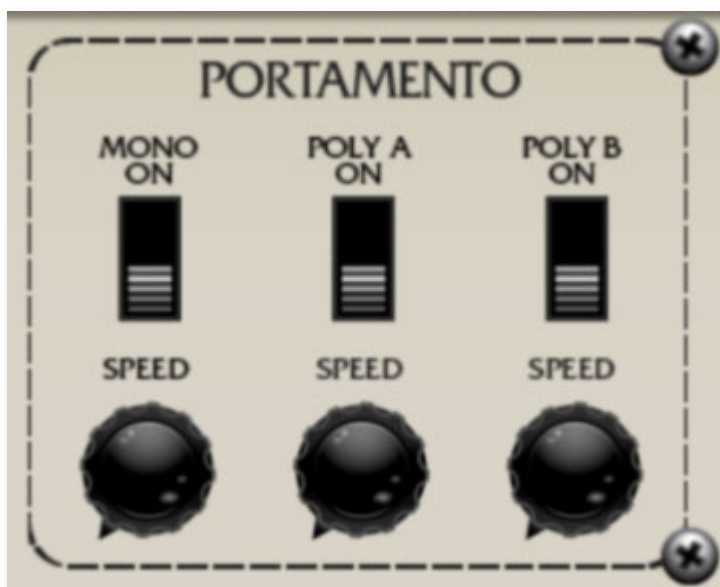 PORTAMENTO
MONO
ON
POLY A
ON
POLY B
ON
SPEED
SPEED
SPEED